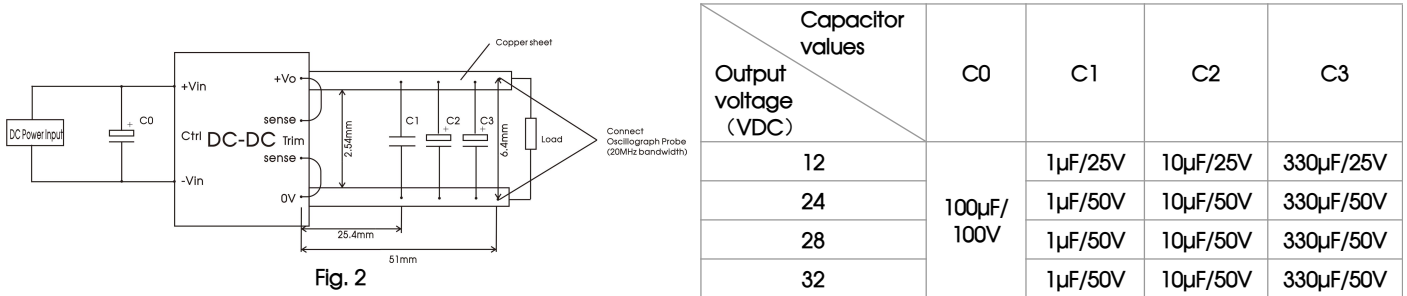 Copper sheet
+Vo
+Vin
sense
C0
+
C1
C2
+
C3
+
DC Power Input
Ctrl
DC-DC
Trim
2.54mm
6.4mm
Load
Connect
Oscillograph Probe
(20MHz bandwidth)
sense
-Vin
0V
25.4mm
51mm
Fig. 2
Capacitor
values
Output
voltage
（VDC）
C0 C1 C2 C3
12 1μF/25V 10μF/25V 330μF/25V
24 1μF/50V 10μF/50V 330μF/50V
100μF/
100V
28 1μF/50V 10μF/50V 330μF/50V
32 1μF/50V 10μF/50V 330μF/50V